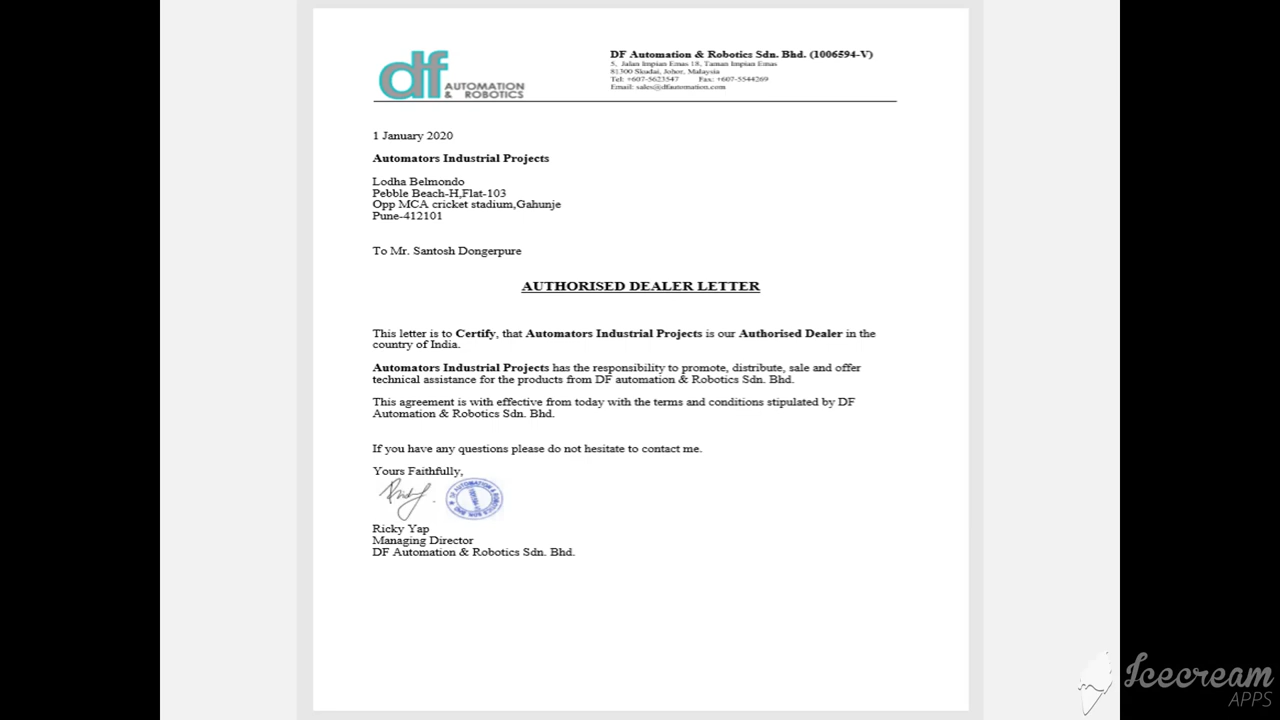 df AUTOMATION & ROBOTICS
DF Automation & Robotics Sdn. Bhd. (1006594-V)
5, Jalan Impian Emas 18, Taman Impian Emas
81300 Skudai, Johor, Malaysia
Tel: +607-5623547 Fax: +607-5544269
Email: sales@dfautomation.com
1 January 2020
Automators Industrial Projects
Lodha Belmondo
Pebble Beach-H,Flat-103
Opp MCA cricket stadium,Gahunje
Pune-412101
To Mr. Santosh Dongerpure
AUTHORISED DEALER LETTER
This letter is to Certify, that Automators Industrial Projects is our Authorised Dealer in the
country of India.
Automators Industrial Projects has the responsibility to promote, distribute, sale and offer
technical assistance for the products from DF automation & Robotics Sdn. Bhd.
This agreement is with effective from today with the terms and conditions stipulated by DF
Automation & Robotics Sdn. Bhd.
If you have any questions please do not hesitate to contact me.
Yours Faithfully,
Ricky Yap
Managing Director
DF Automation & Robotics Sdn. Bhd.
Icecream
APPS